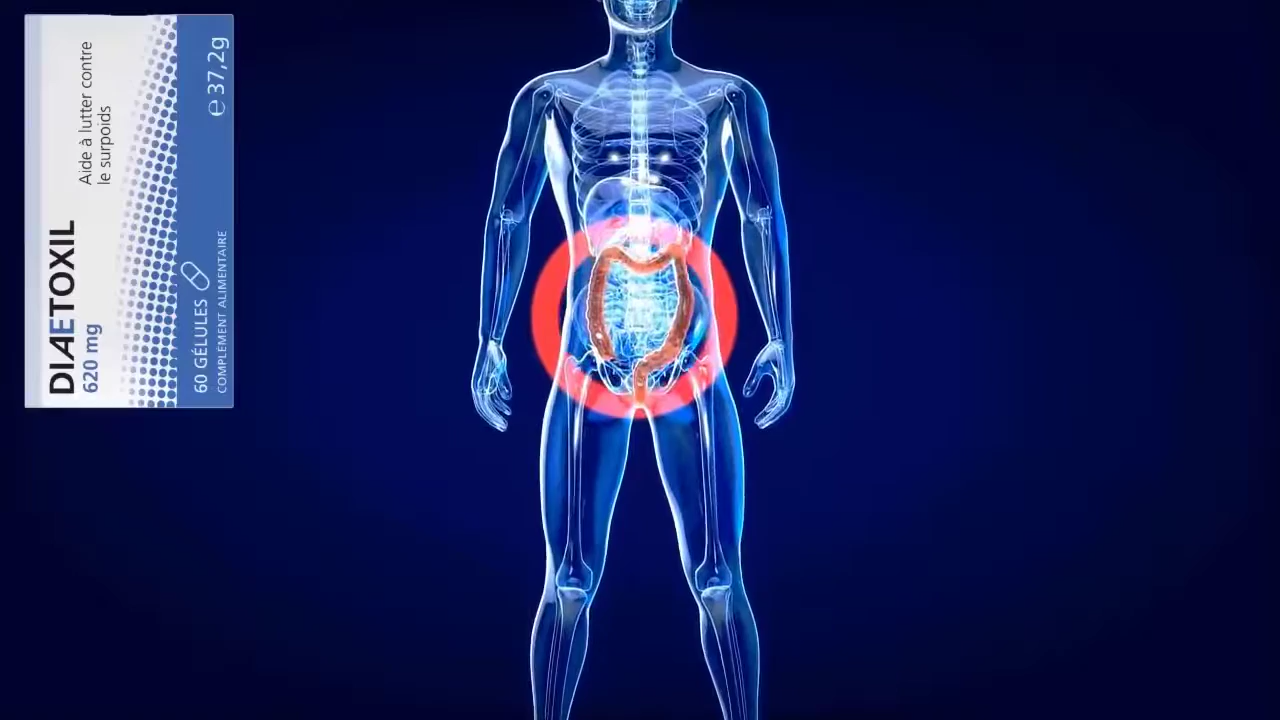 DIAETOXIL
620 mg
Aide à lutter contre
le surpoids
60 GÉLULES
COMPLÉMENT ALIMENTAIRE
℮ 37,2g